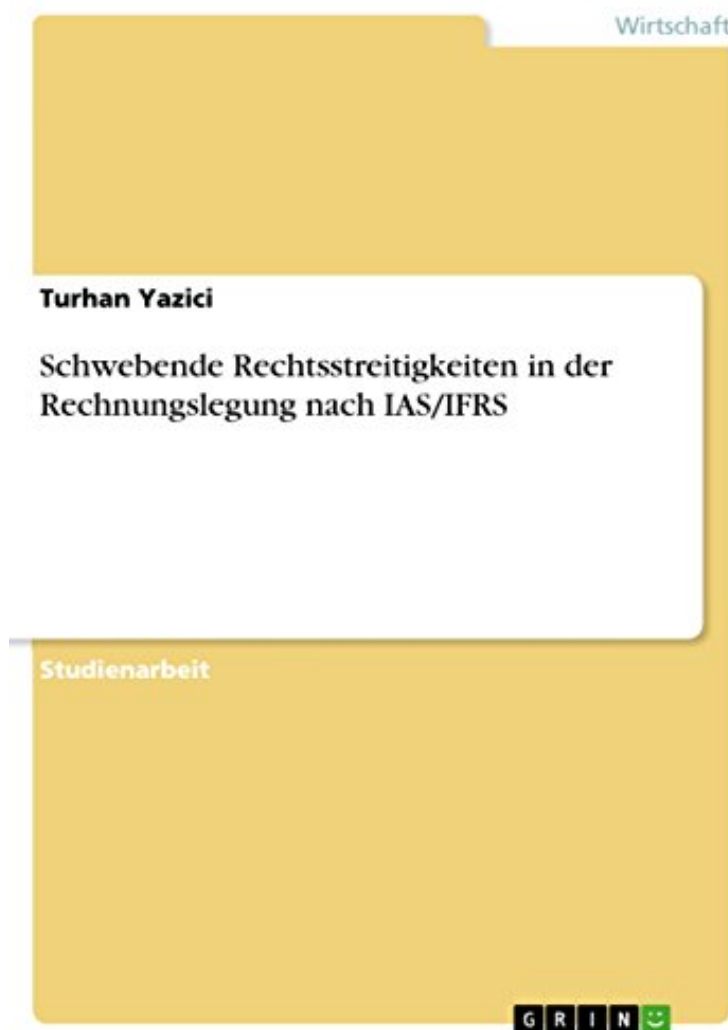 Wirtschaft
Turhan Yazici
Schwebende Rechtsstreitigkeiten in der
Rechnungslegung nach IAS/IFRS
Studienarbeit
GRIN